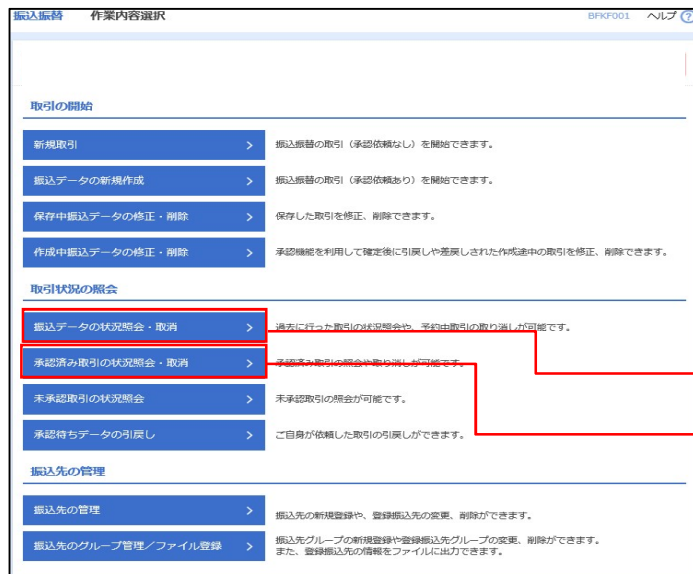 振込振替 作業内容選択 BFKF001 ヘルプ ?
取引の開始
新規取引 > 振込振替の取引（承認依頼なし）を開始できます。
振込データの新規作成 > 振込振替の取引（承認依頼あり）を開始できます。
保存中振込データの修正・削除 > 保存した取引を修正、削除できます。
作成中振込データの修正・削除 > 承認機能を利用して確定後に引戻しや差戻しされた作成途中の取引を修正、削除できます。
取引状況の照会
振込データの状況照会・取消 > 過去に行った取引の状況照会や、予約中取引の取り消しが可能です。
承認済み取引の状況照会・取消 > 承認済み取引の照会や取り消しが可能です。
未承認取引の状況照会 > 未承認取引の照会が可能です。
承認待ちデータの引戻し > ご自身が依頼した取引の引戻しができます。
振込先の管理
振込先の管理 > 振込先の新規登録や、登録振込先の変更、削除ができます。
振込先のグループ管理／ファイル登録 > 振込先グループの新規登録や登録振込先グループの変更、削除ができます。
また、登録振込先の情報をファイルに出力できます。